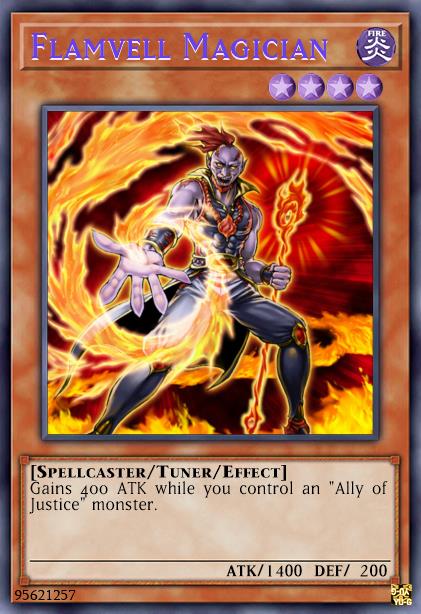 Flamvell Magician
FIRE
炎
[Spellcaster/Tuner/Effect]
Gains 400 ATK while you control an "Ally of
Justice" monster.
ATK/1400 DEF/ 200
95621257